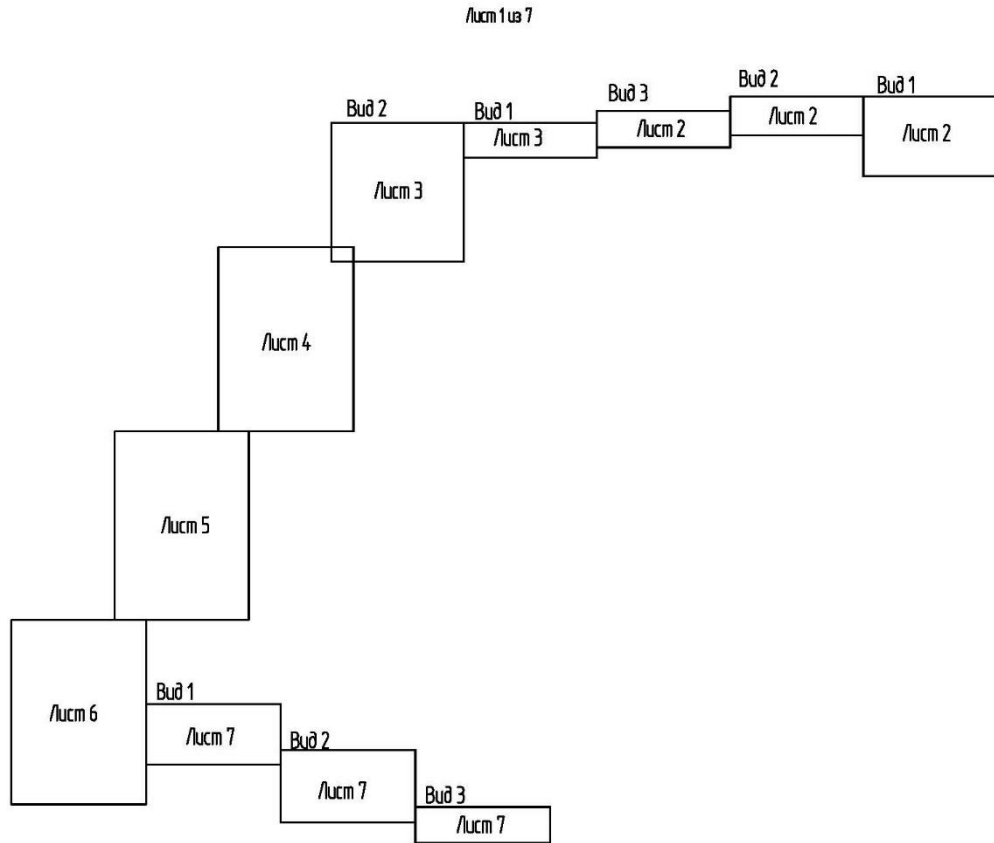 Лист 1 из 7
Вид 2
Вид 1
Вид 3
Вид 2
Вид 1
Лист 3
Лист 3
Лист 2
Лист 2
Лист 2
Лист 4
Лист 5
Лист 6
Вид 1
Лист 7
Вид 2
Лист 7
Вид 3
Лист 7